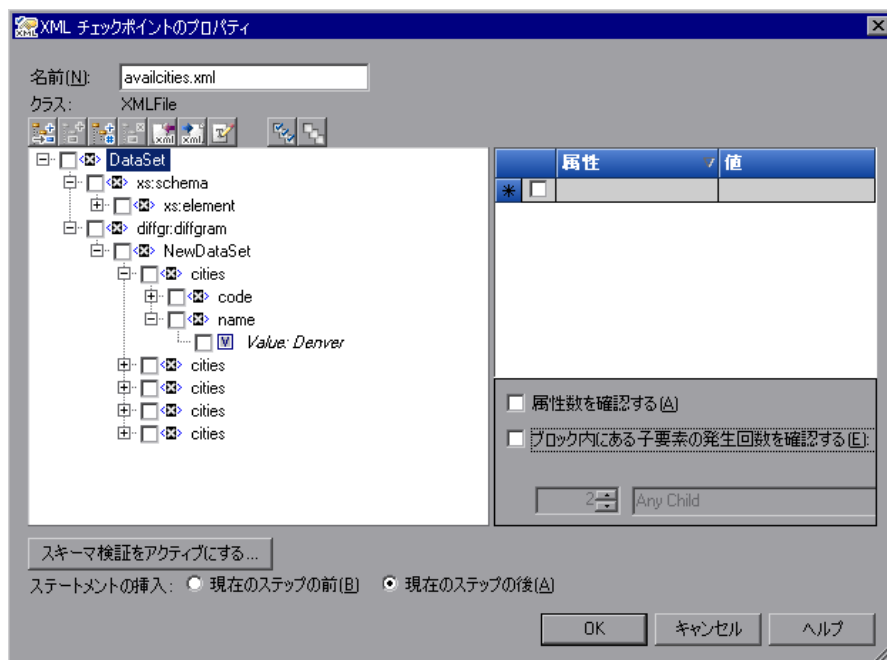 XML チェックポイントのプロパティ
名前(N): availcities.xml
クラス: XMLFile
DataSet
xs:schema
xs:element
diffgr:diffgram
NewDataSet
cities
code
name
Value: Denver
cities
cities
cities
cities
属性 値
属性数を確認する(A)
ブロック内にある子要素の発生回数を確認する(E):
2 Any Child
スキーマ検証をアクティブにする...
ステートメントの挿入: 現在のステップの前(B) 現在のステップの後(A)
OK キャンセル ヘルプ